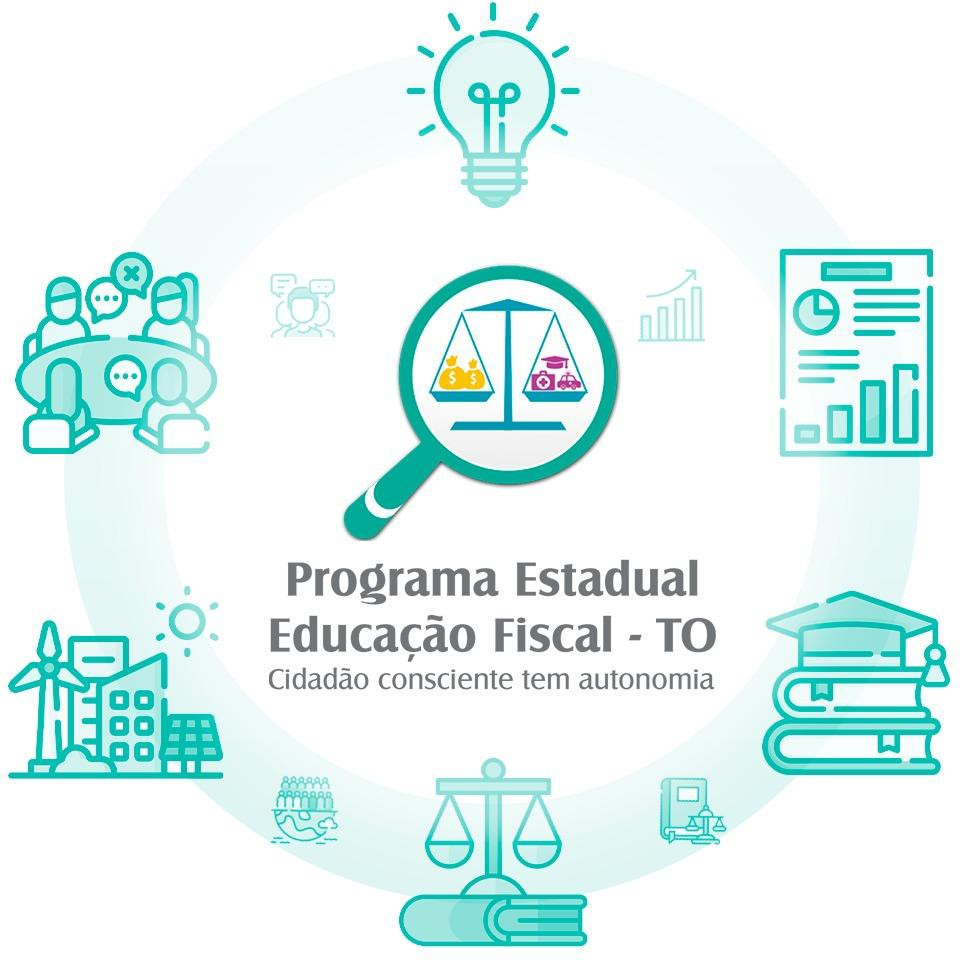 Programa Estadual
Educação Fiscal - TO
Cidadão consciente tem autonomia